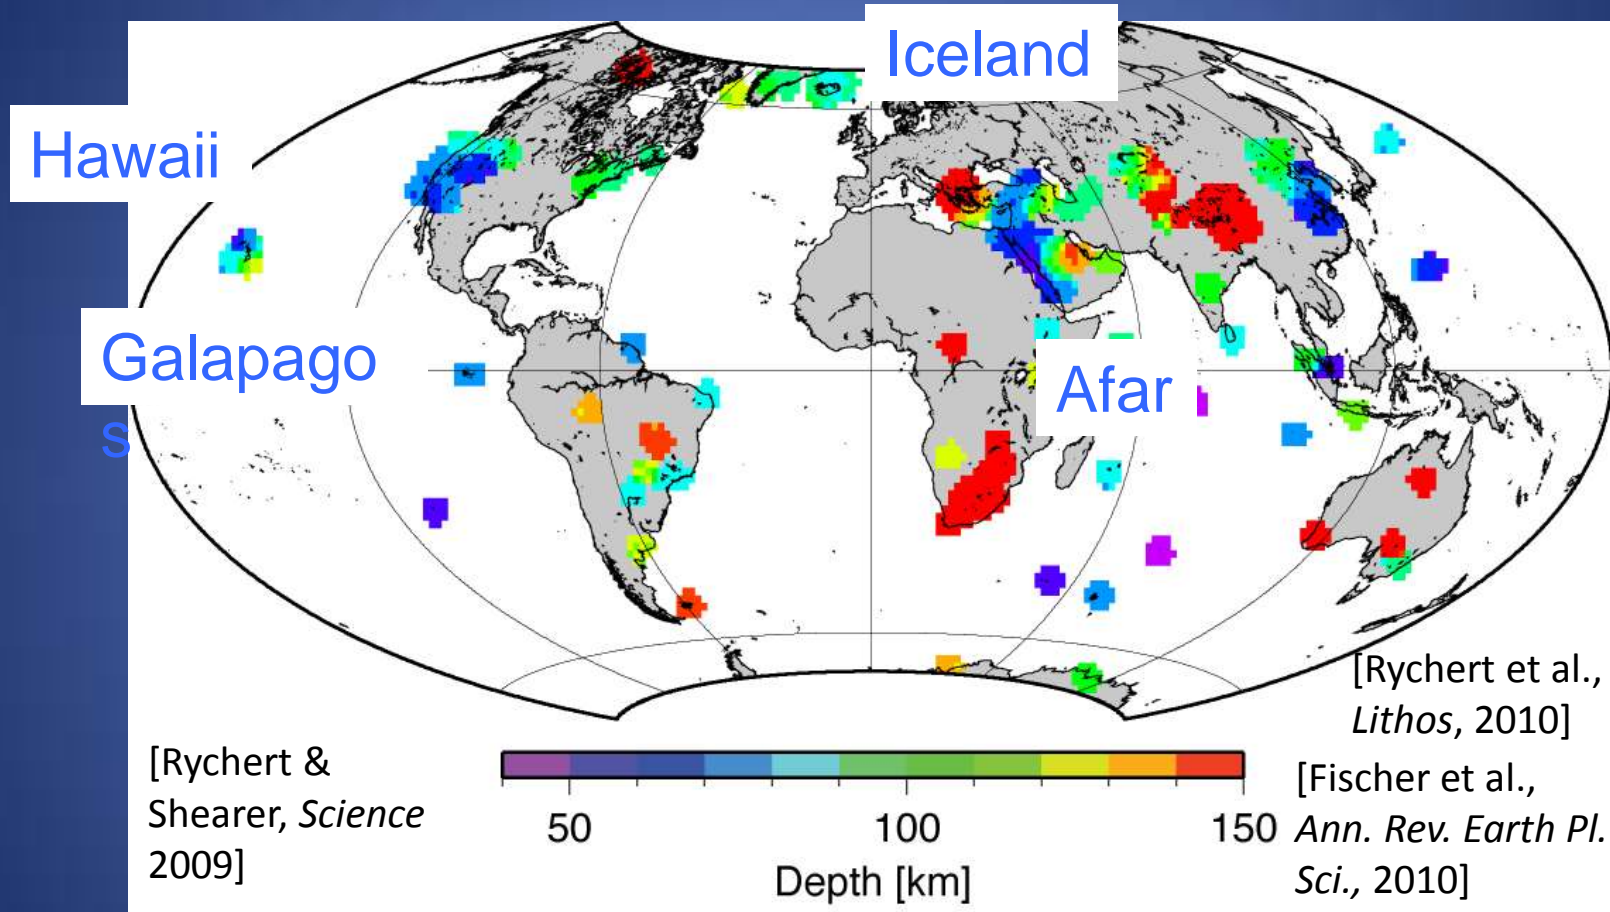 Iceland
Hawaii
Galapago
s
Afar
[Rychert et al.,
Lithos, 2010]
[Rychert &
Shearer, Science
2009]
50 100 150
Depth [km]
[Fischer et al.,
Ann. Rev. Earth Pl.
Sci., 2010]